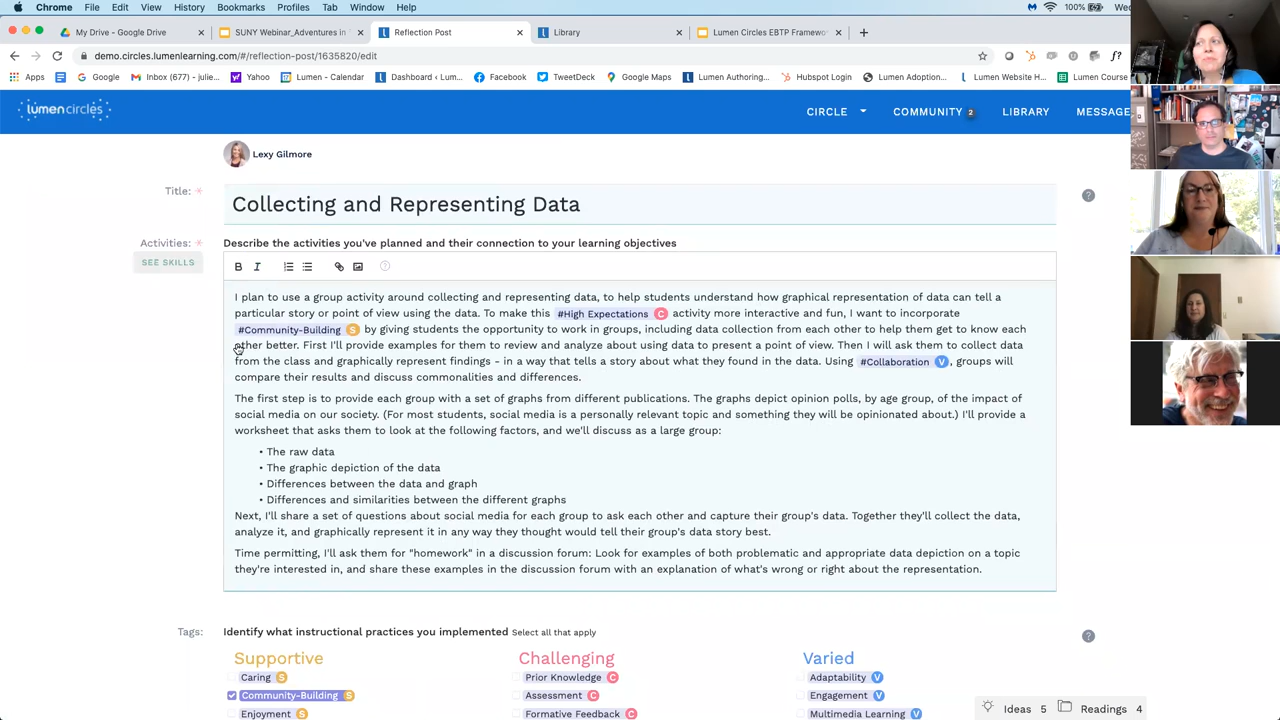 Chrome File Edit View History Bookmarks Profiles Tab Window Help 100% Wed
My Drive - Google Drive SUNY Webinar_Adventures in Reflection Post Library Lumen Circles EBTP Framewo
demo.circles.lumenlearning.com/#/reflection-post/1635820/edit
Apps Google Inbox (677) - julie... Yahoo Lumen - Calendar Dashboard ‹ Lum... Facebook TweetDeck Google Maps Lumen Authoring... Hubspot Login Lumen Adoption... Lumen Website H... Lumen Course
lumencircles CIRCLE COMMUNITY 2 LIBRARY MESSAGE
Lexy Gilmore
Title: *
Collecting and Representing Data
Activities: * Describe the activities you've planned and their connection to your learning objectives
SEE SKILLS
B I
I plan to use a group activity around collecting and representing data, to help students understand how graphical representation of data can tell a
particular story or point of view using the data. To make this #High Expectations C activity more interactive and fun, I want to incorporate
#Community-Building S by giving students the opportunity to work in groups, including data collection from each other to help them get to know each
other better. First I'll provide examples for them to review and analyze about using data to present a point of view. Then I will ask them to collect data
from the class and graphically represent findings - in a way that tells a story about what they found in the data. Using #Collaboration V, groups will
compare their results and discuss commonalities and differences.
The first step is to provide each group with a set of graphs from different publications. The graphs depict opinion polls, by age group, of the impact of
social media on our society. (For most students, social media is a personally relevant topic and something they will be opinionated about.) I'll provide a
worksheet that asks them to look at the following factors, and we'll discuss as a large group:
• The raw data
• The graphic depiction of the data
• Differences between the data and graph
• Differences and similarities between the different graphs
Next, I'll share a set of questions about social media for each group to ask each other and capture their group's data. Together they'll collect the data,
analyze it, and graphically represent it in any way they thought would tell their group's data story best.
Time permitting, I'll ask them for "homework" in a discussion forum: Look for examples of both problematic and appropriate data depiction on a topic
they're interested in, and share these examples in the discussion forum with an explanation of what's wrong or right about the representation.
Tags: Identify what instructional practices you implemented Select all that apply
Supportive Challenging Varied
Caring S Prior Knowledge C Adaptability V
Community-Building S Assessment C Engagement V
Enjoyment S Formative Feedback C Multimedia Learning V
Ideas 5 Readings 4